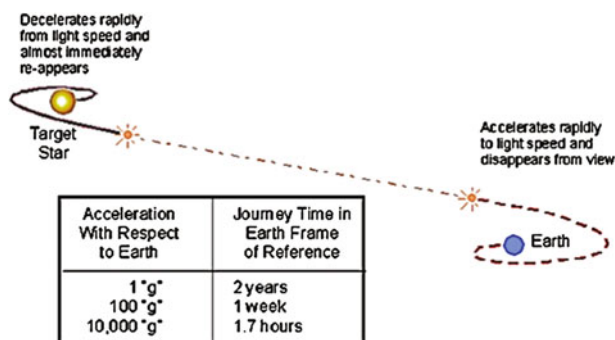 Decelerates rapidly
from light speed and
almost immediately
re-appears
Target
Star
Accelerates rapidly
to light speed and
disappears from view
Earth
Acceleration
With Respect
to Earth
Journey Time in
Earth Frame
of Reference
1 "g" 2 years
100 "g" 1 week
10,000 "g" 1.7 hours